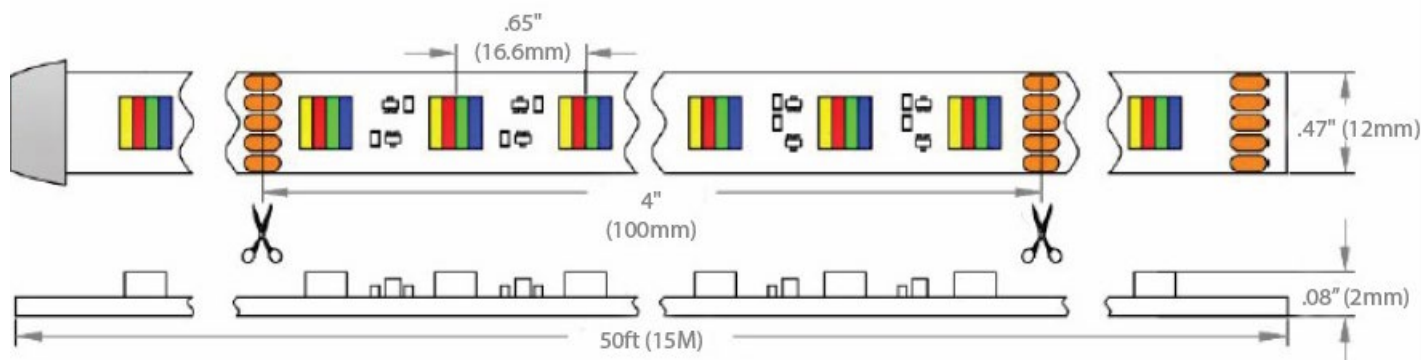 .65"
(16.6mm)
.47" (12mm)
4"
(100mm)
.08" (2mm)
50ft (15M)